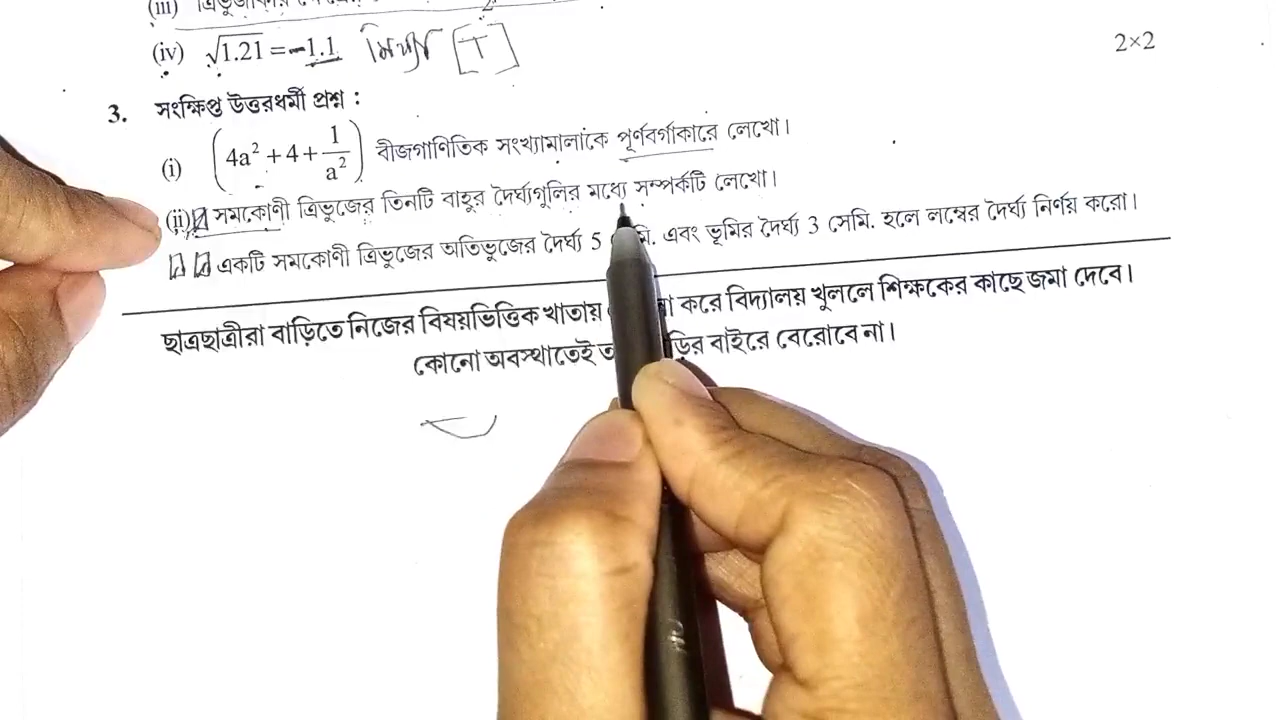 (iii) ত্রিভুজাকার
(iv) √1.21 = -1.1 মিথ্যা [T]
2×2
3. সংক্ষিপ্ত উত্তরধর্মী প্রশ্ন :
(i) (4a² + 4 + 1/a²) বীজগাণিতিক সংখ্যামালাকে পূর্ণবর্গাকারে লেখো।
(ii) সমকোণী ত্রিভুজের তিনটি বাহুর দৈর্ঘ্যগুলির মধ্যে সম্পর্কটি লেখো।
একটি সমকোণী ত্রিভুজের অতিভুজের দৈর্ঘ্য 5 মি. এবং ভূমির দৈর্ঘ্য 3 সেমি. হলে লম্বের দৈর্ঘ্য নির্ণয় করো।
ছাত্রছাত্রীরা বাড়িতে নিজের বিষয়ভিত্তিক খাতায় করে বিদ্যালয় খুললে শিক্ষকের কাছে জমা দেবে।
কোনো অবস্থাতেই বাইরে বেরোবে না।